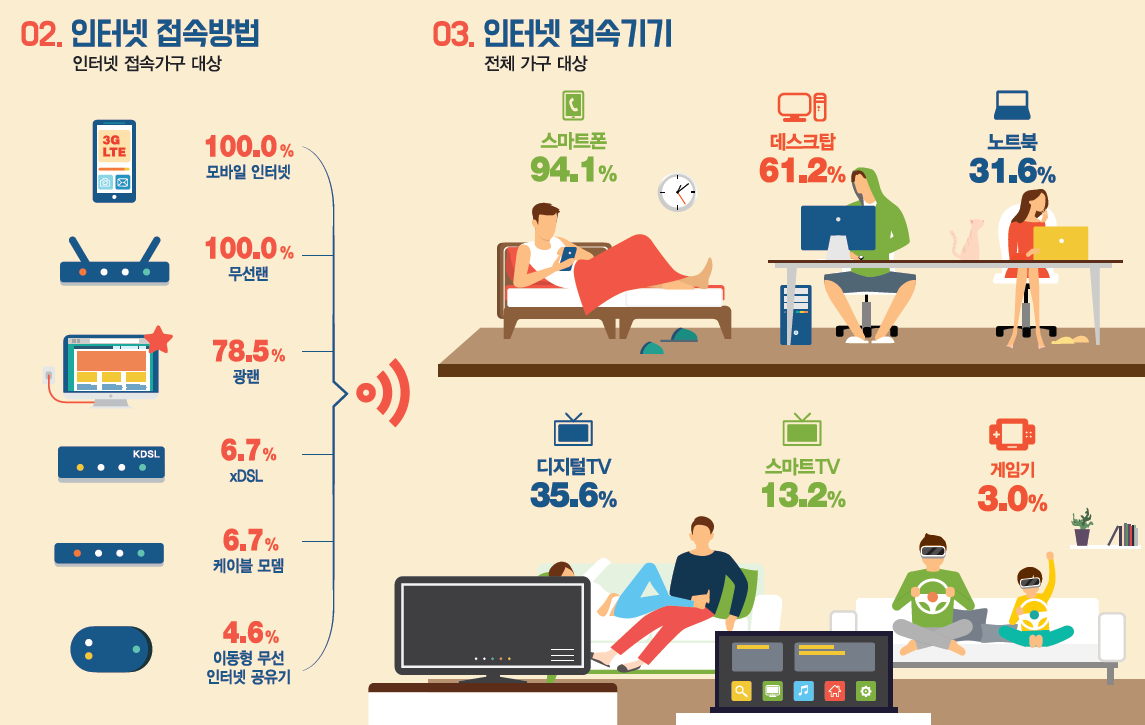 02. 인터넷 접속방법
인터넷 접속가구 대상
3G
LTE
100.0%
모바일 인터넷
100.0%
무선랜
78.5%
광랜
KDSL
6.7%
xDSL
6.7%
케이블 모뎀
4.6%
이동형 무선
인터넷 공유기
03. 인터넷 접속기기
전체 가구 대상
스마트폰
94.1%
데스크탑
61.2%
노트북
31.6%
디지털TV
35.6%
스마트TV
13.2%
게임기
3.0%